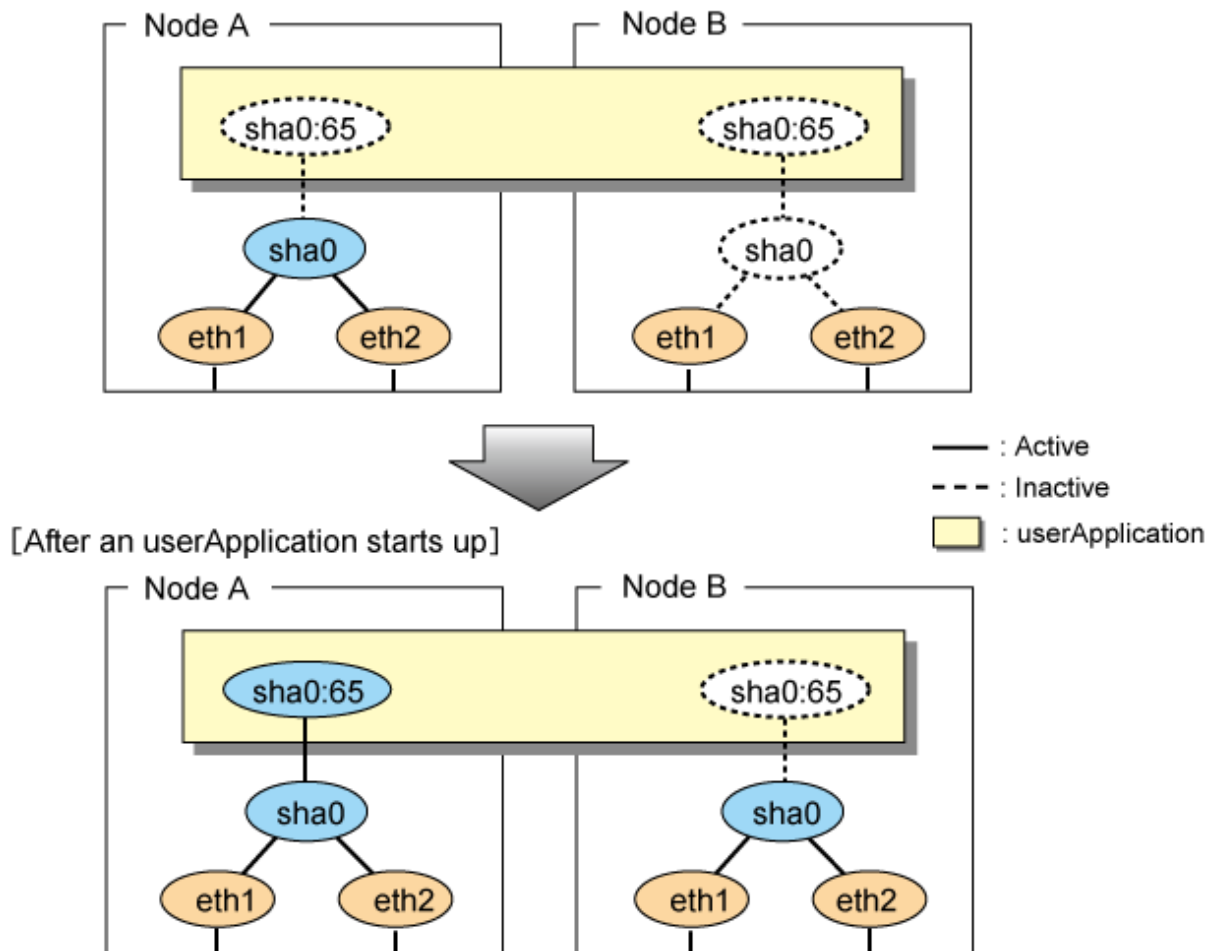 Node A
Node B
sha0:65
sha0:65
sha0
sha0
eth1
eth2
eth1
eth2
: Active
: Inactive
: userApplication
[After an userApplication starts up]
Node A
Node B
sha0:65
sha0:65
sha0
sha0
eth1
eth2
eth1
eth2